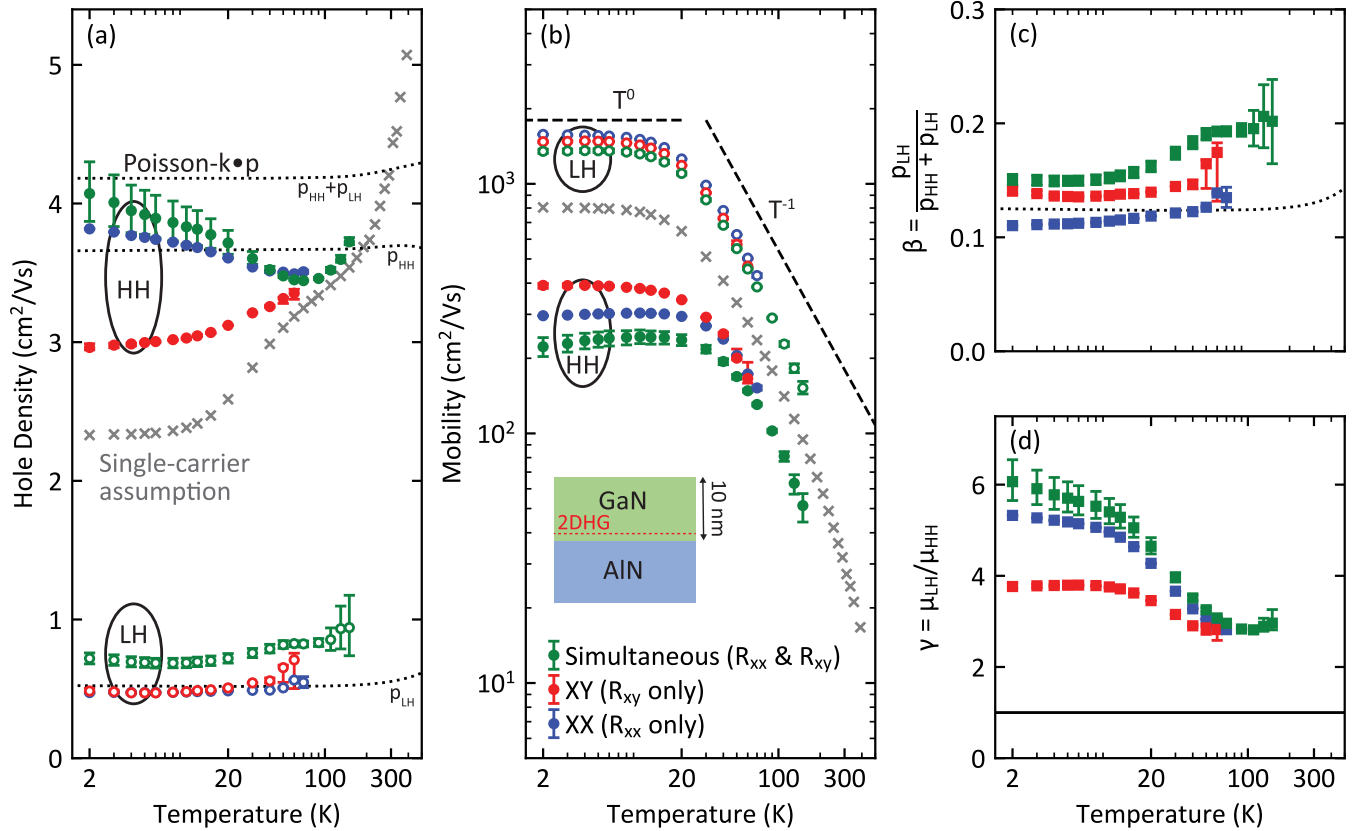 (a)
Hole Density (cm²/Vs)
5
4
3
2
1
0
Poisson-k•p
p_HH+p_LH
p_HH
HH
Single-carrier
assumption
LH
p_LH
2
20
100
300
Temperature (K)
(b)
Mobility (cm²/Vs)
10³
10²
10¹
T⁰
LH
T⁻¹
HH
GaN
2DHG
10 nm
AlN
Simultaneous (R_xx & R_xy)
XY (R_xy only)
XX (R_xx only)
2
20
100
300
Temperature (K)
(c)
β = p_LH / (p_HH + p_LH)
0.3
0.2
0.1
0.0
(d)
γ = μ_LH/μ_HH
6
4
2
0
2
20
100
300
Temperature (K)